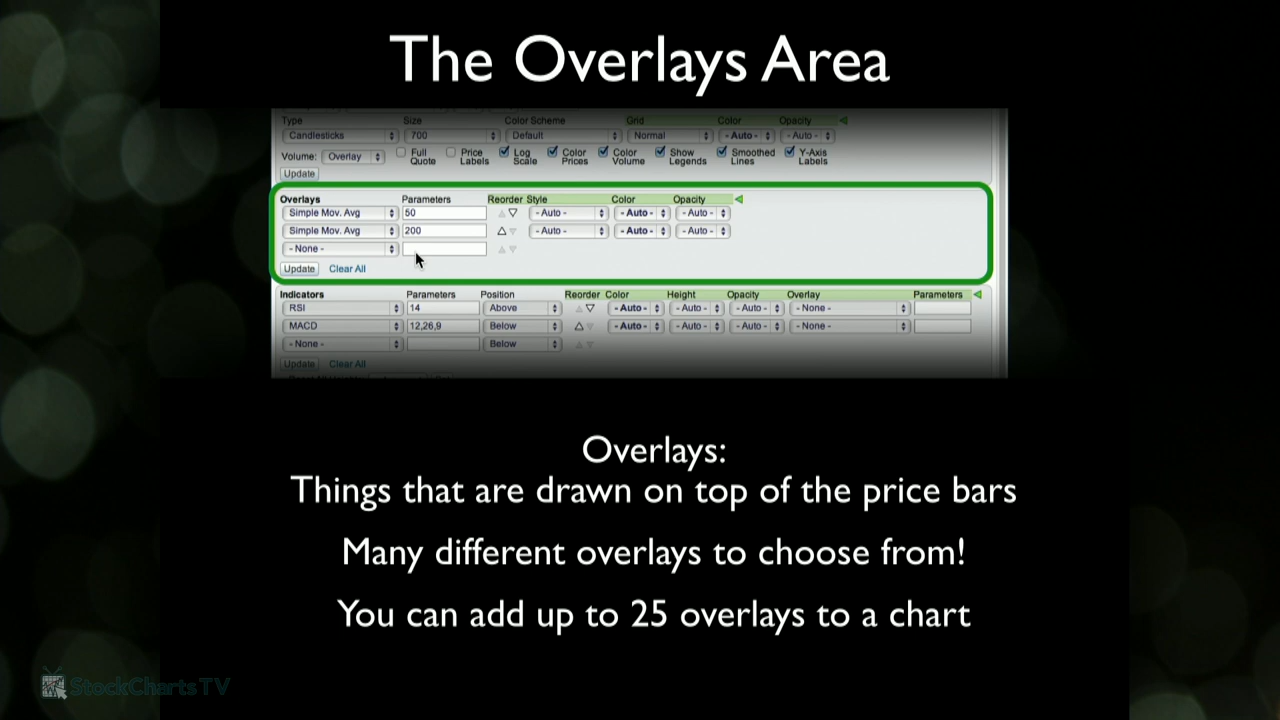 The Overlays Area
Type Size Color Scheme Grid Color Opacity
Candlesticks 700 Default Normal - Auto - - Auto -
Volume: Overlay Full Quote Price Labels Log Scale Color Prices Color Volume Show Legends Smoothed Lines Y-Axis Labels
Update
Overlays Parameters Reorder Style Color Opacity
Simple Mov. Avg 50 - Auto - - Auto - - Auto -
Simple Mov. Avg 200 - Auto - - Auto - - Auto -
- None -
Update Clear All
Indicators Parameters Position Reorder Color Height Opacity Overlay Parameters
RSI 14 Above - Auto - - Auto - - Auto - - None -
MACD 12,26,9 Below - Auto - - Auto - - Auto - - None -
- None - Below
Update Clear All
Overlays:
Things that are drawn on top of the price bars
Many different overlays to choose from!
You can add up to 25 overlays to a chart
StockCharts TV